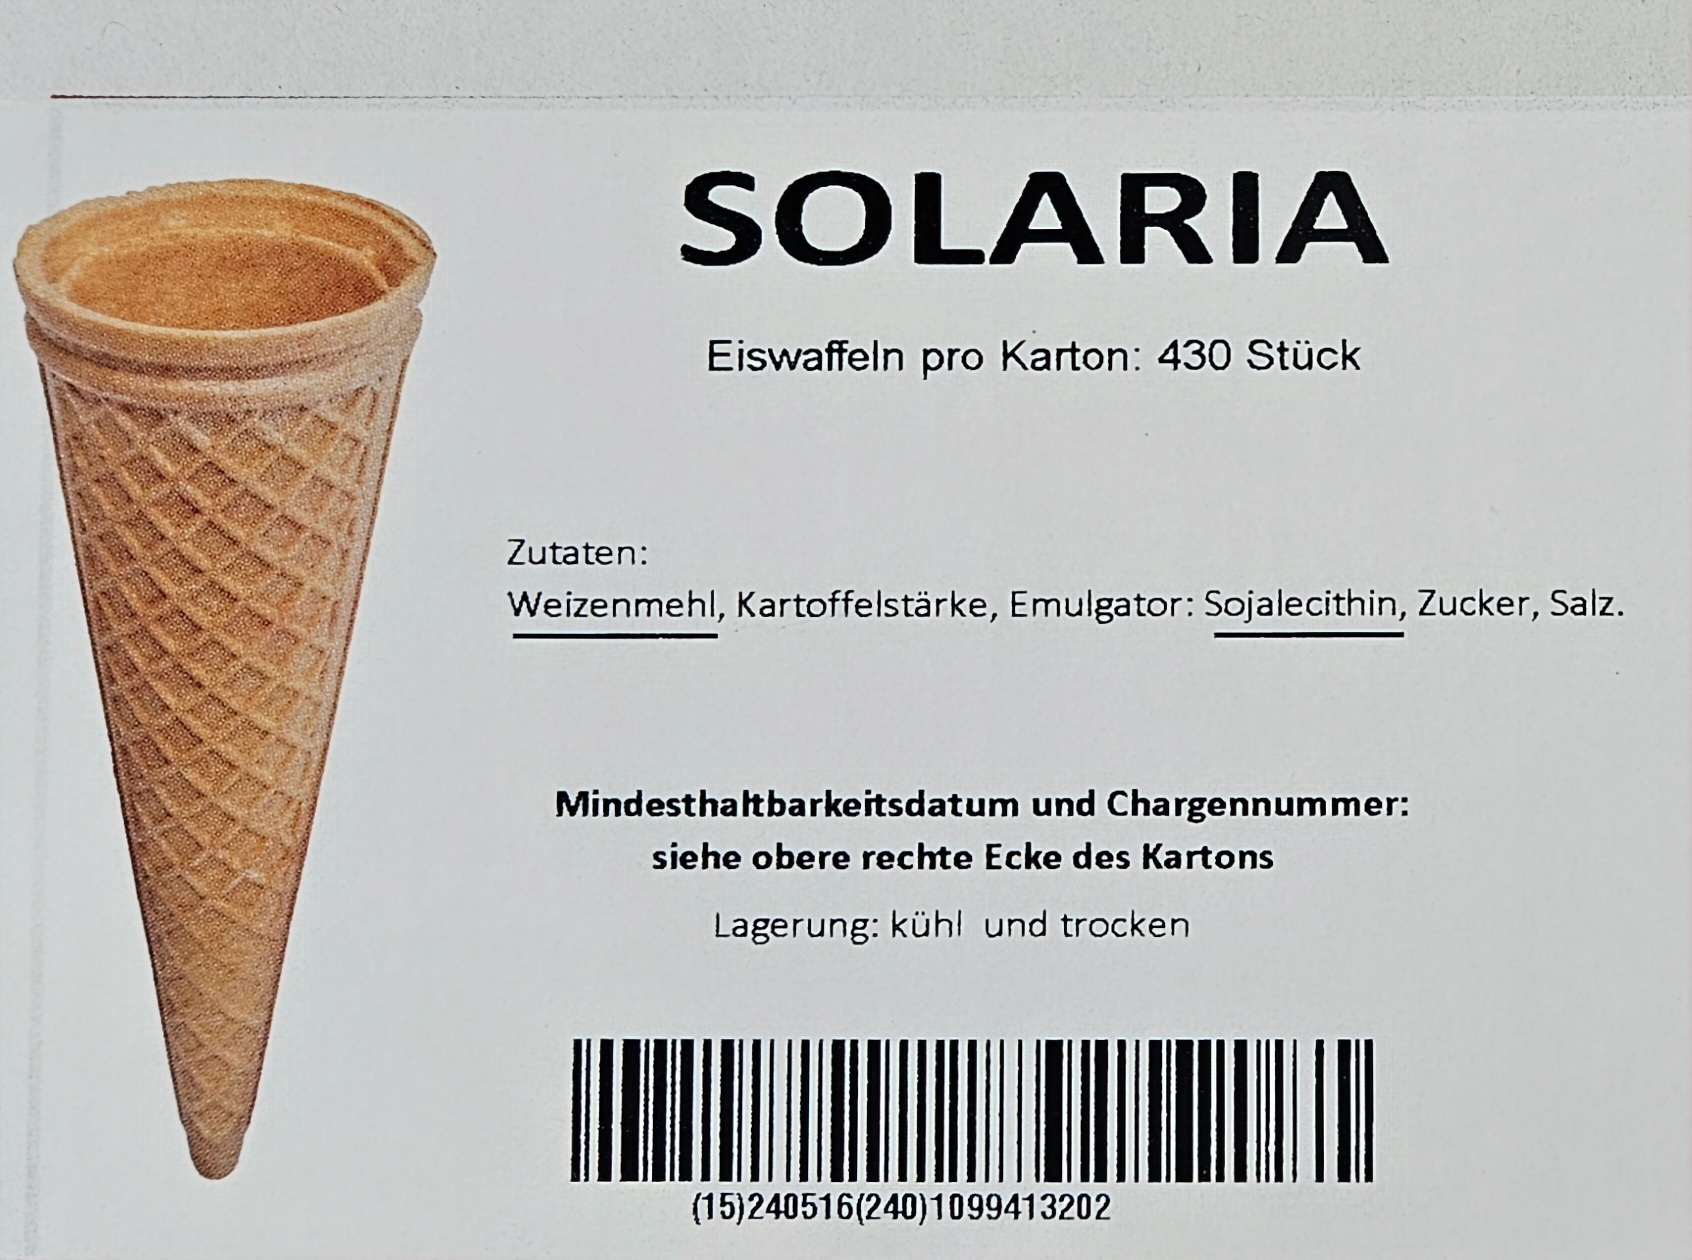 SOLARIA
Eiswaffeln pro Karton: 430 Stück
Zutaten:
Weizenmehl, Kartoffelstärke, Emulgator: Sojalecithin, Zucker, Salz.
Mindesthaltbarkeitsdatum und Chargennummer:
siehe obere rechte Ecke des Kartons
Lagerung: kühl und trocken
(15)240516(240)1099413202